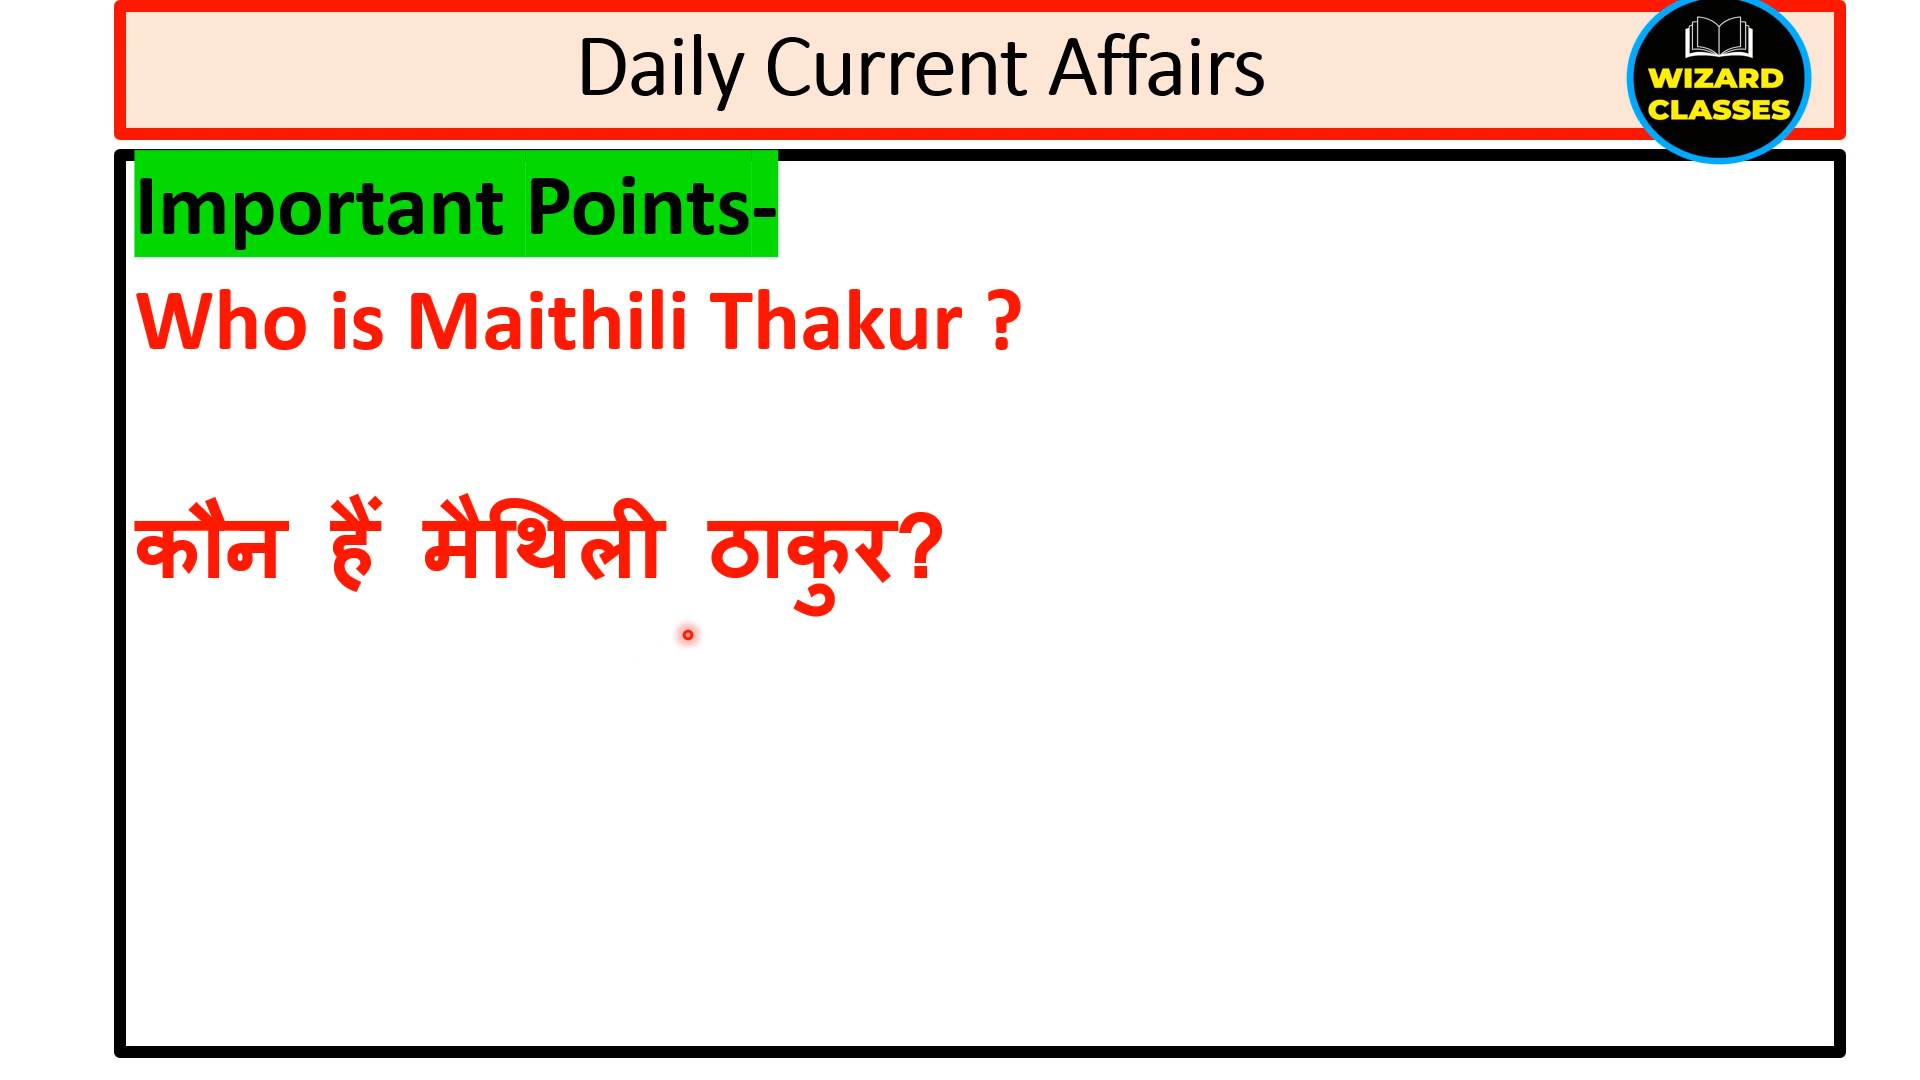 Daily Current Affairs
WIZARD
CLASSES
Important Points-
Who is Maithili Thakur ?
कौन हैं मैथिली ठाकुर?